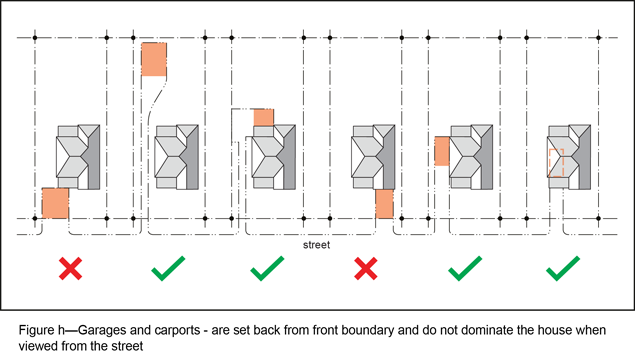 street
Figure h—Garages and carports - are set back from front boundary and do not dominate the house when
viewed from the street